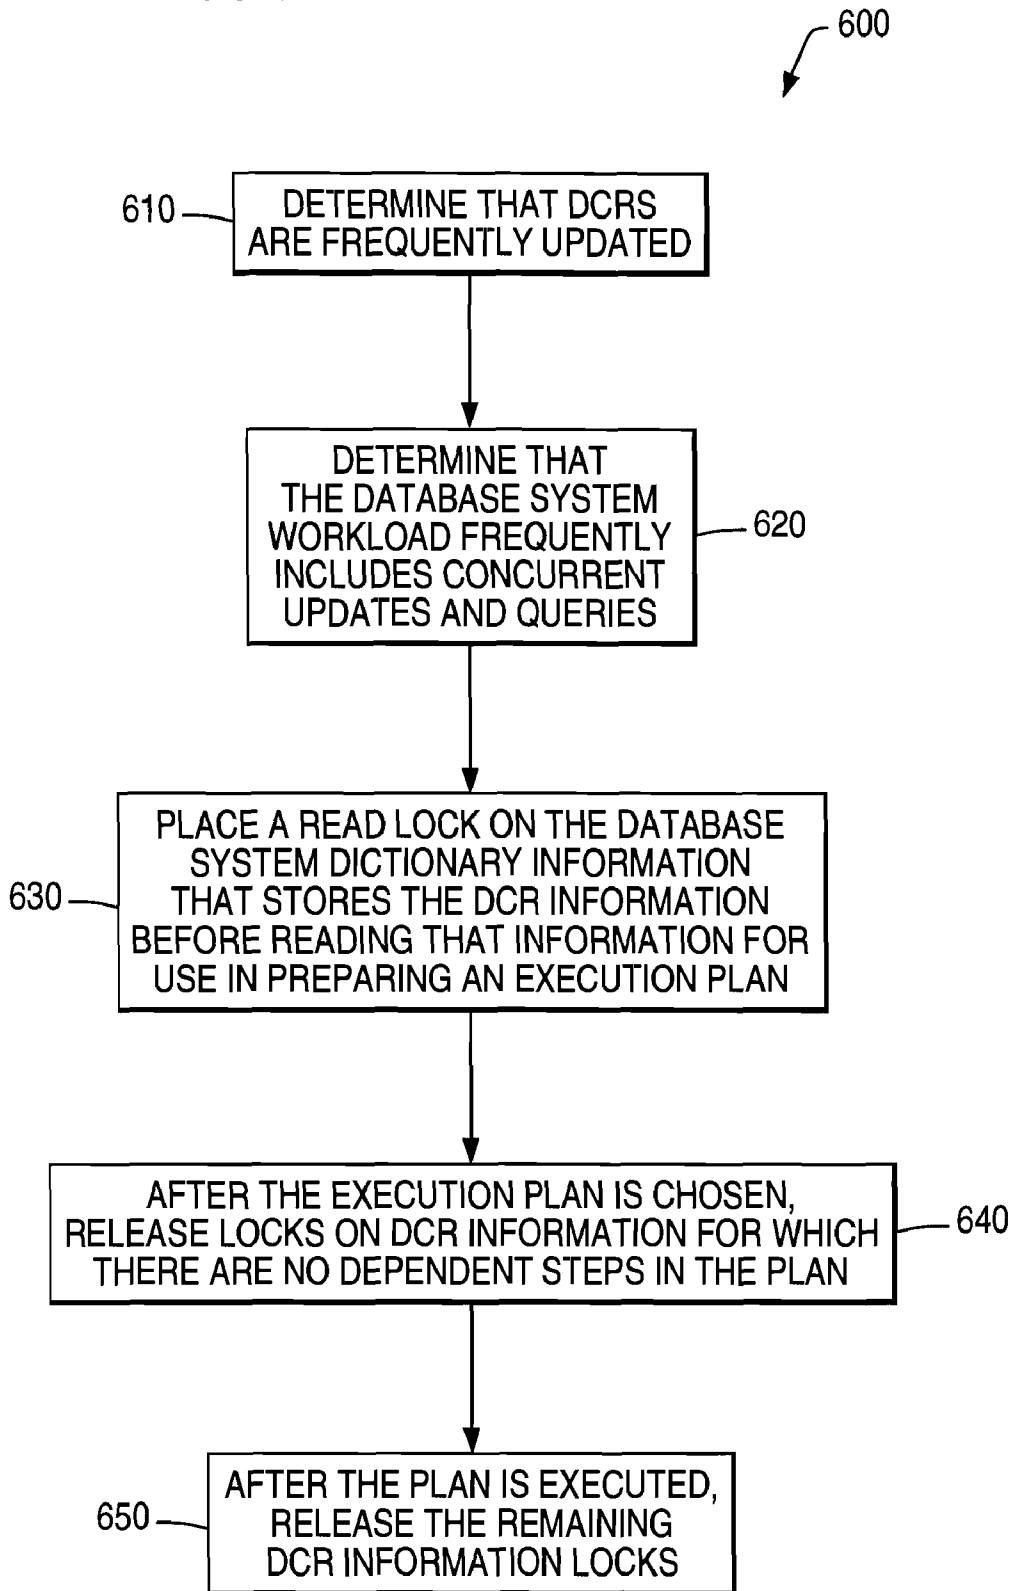 600
610
DETERMINE THAT DCRS
ARE FREQUENTLY UPDATED
DETERMINE THAT
THE DATABASE SYSTEM
WORKLOAD FREQUENTLY
INCLUDES CONCURRENT
UPDATES AND QUERIES
620
630
PLACE A READ LOCK ON THE DATABASE
SYSTEM DICTIONARY INFORMATION
THAT STORES THE DCR INFORMATION
BEFORE READING THAT INFORMATION FOR
USE IN PREPARING AN EXECUTION PLAN
AFTER THE EXECUTION PLAN IS CHOSEN,
RELEASE LOCKS ON DCR INFORMATION FOR WHICH
THERE ARE NO DEPENDENT STEPS IN THE PLAN
640
650
AFTER THE PLAN IS EXECUTED,
RELEASE THE REMAINING
DCR INFORMATION LOCKS